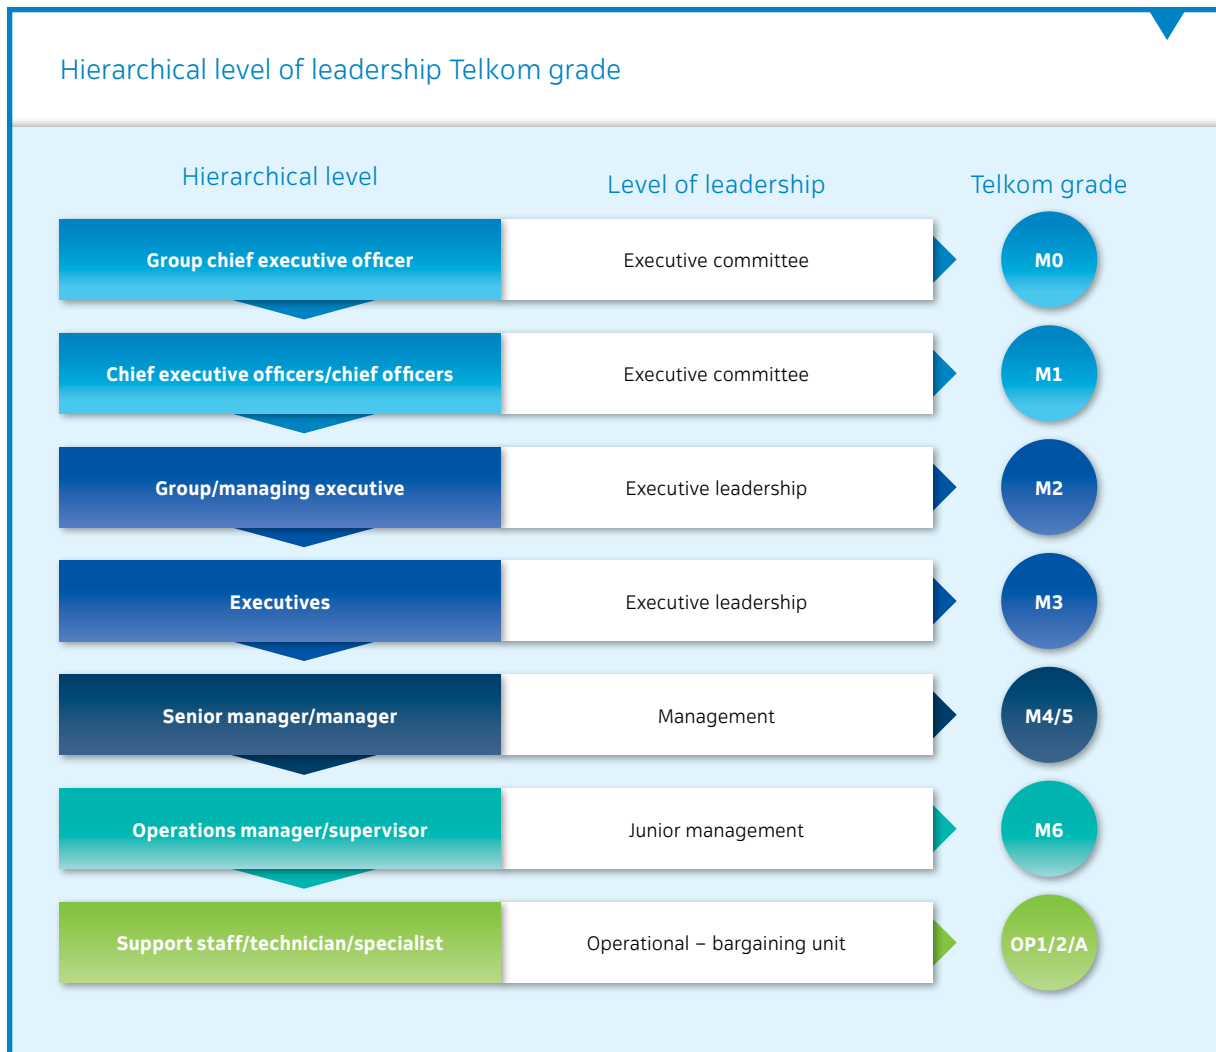 Hierarchical level of leadership Telkom grade
Hierarchical level
Level of leadership
Telkom grade
Group chief executive officer
Executive committee
M0
Chief executive officers/chief officers
Executive committee
M1
Group/managing executive
Executive leadership
M2
Executives
Executive leadership
M3
Senior manager/manager
Management
M4/5
Operations manager/supervisor
Junior management
M6
Support staff/technician/specialist
Operational – bargaining unit
OP1/2/A